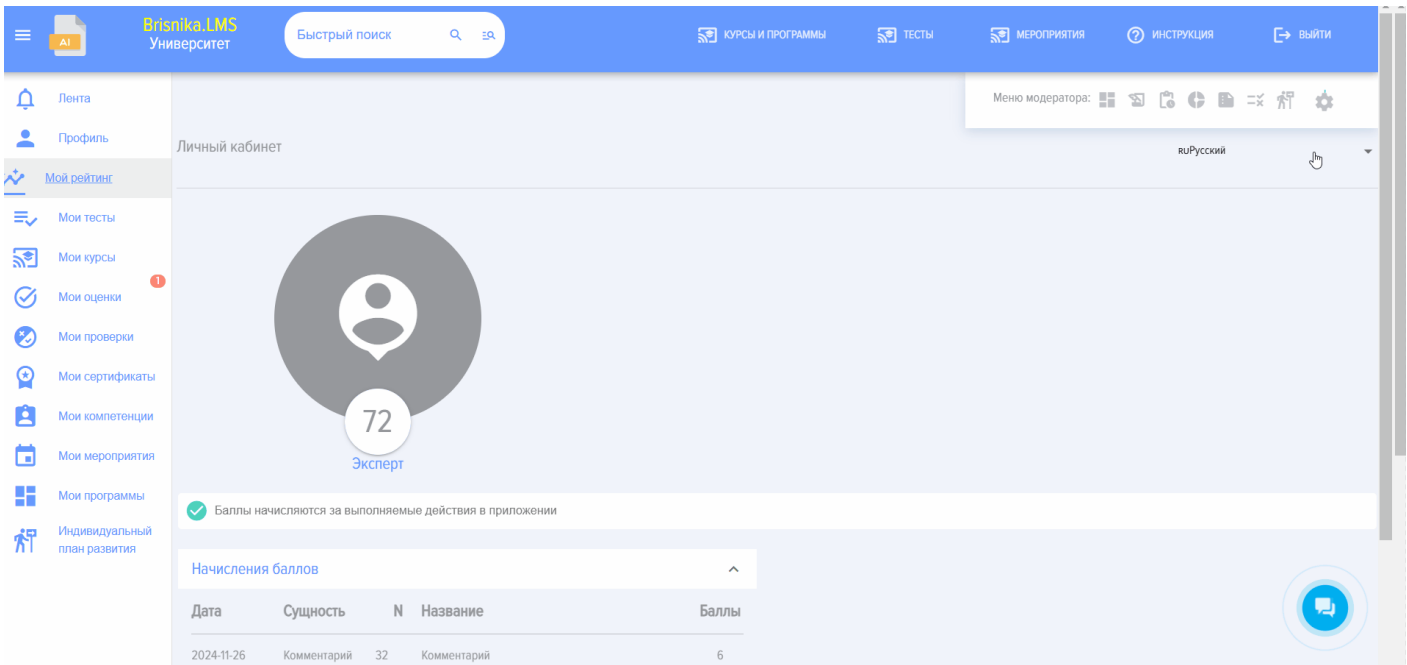 Brisnika.LMS
Университет
AI
Быстрый поиск
КУРСЫ И ПРОГРАММЫ
ТЕСТЫ
МЕРОПРИЯТИЯ
ИНСТРУКЦИЯ
ВЫЙТИ
Меню модератора:
Лента
Профиль
Мой рейтинг
Мои тесты
Мои курсы
1
Мои оценки
Мои проверки
Мои сертификаты
Мои компетенции
Мои мероприятия
Мои программы
Индивидуальный
план развития
Личный кабинет
RUРусский
72
Эксперт
Баллы начисляются за выполняемые действия в приложении
Начисления баллов
Дата Сущность N Название Баллы
2024-11-26 Комментарий 32 Комментарий 6